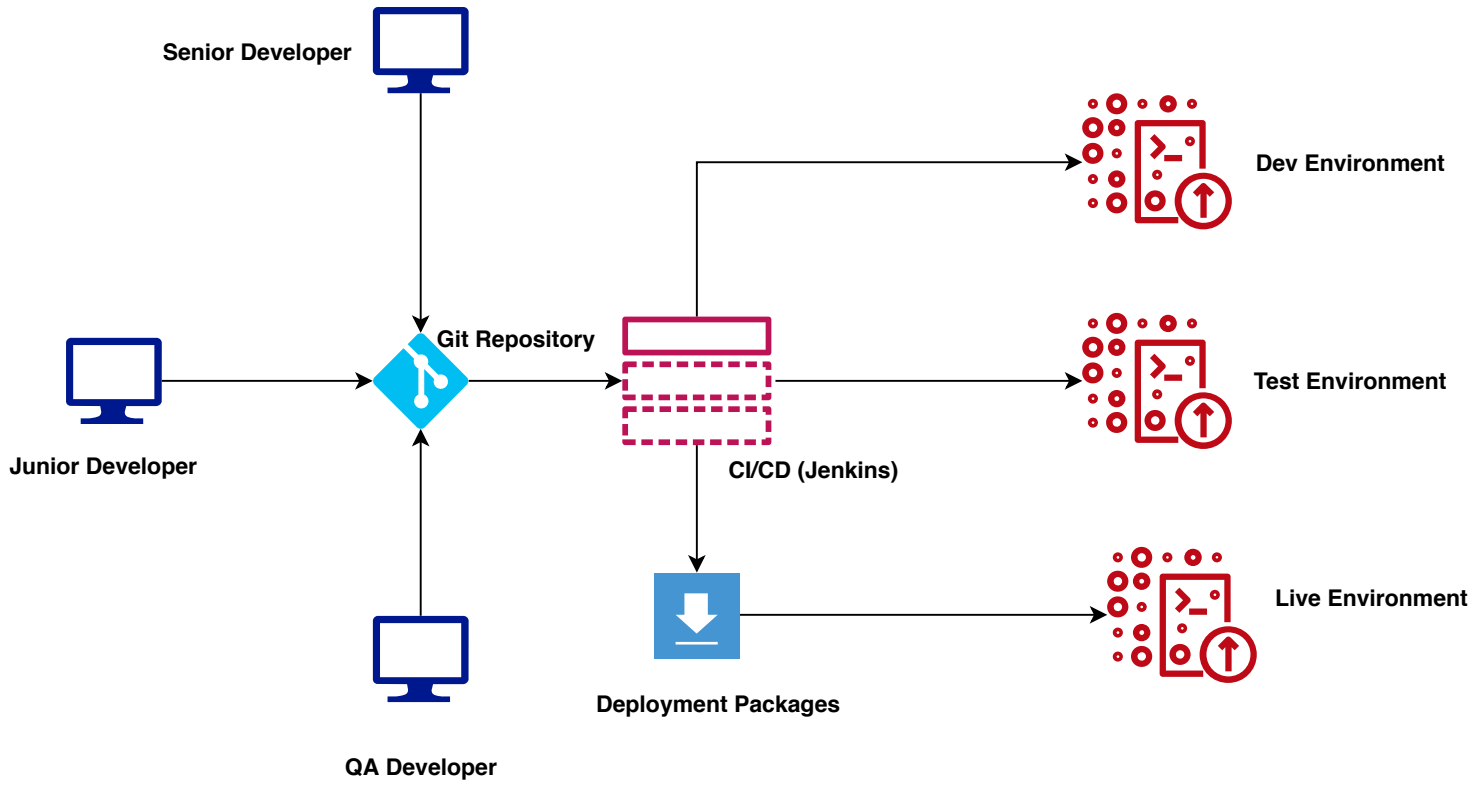 Senior Developer
Dev Environment
Git Repository
Test Environment
Junior Developer
CI/CD (Jenkins)
Live Environment
Deployment Packages
QA Developer